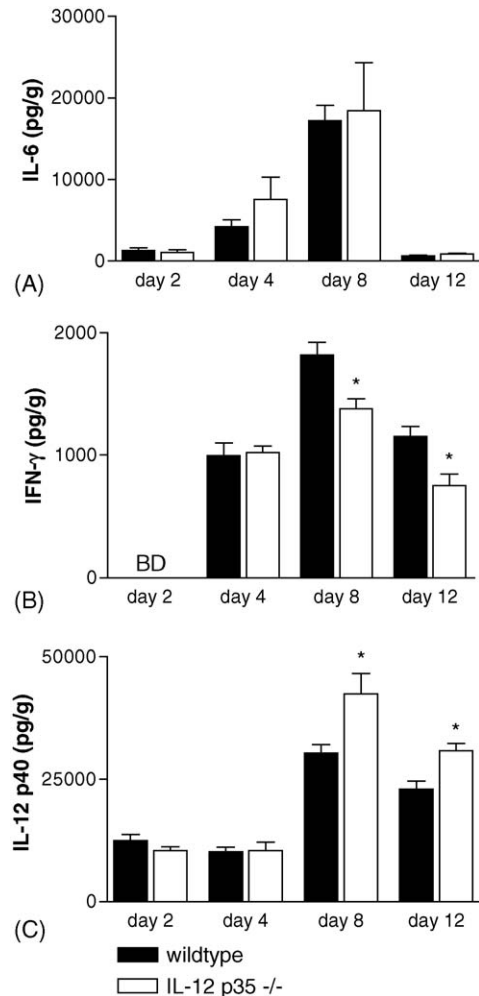 30000
20000
10000
0
IL-6 (pg/g)
day 2 day 4 day 8 day 12
(A)
2000
1000
0
IFN-γ (pg/g)
BD
*
*
day 2 day 4 day 8 day 12
(B)
50000
25000
0
IL-12 p40 (pg/g)
*
*
day 2 day 4 day 8 day 12
(C)
wildtype
IL-12 p35 -/-